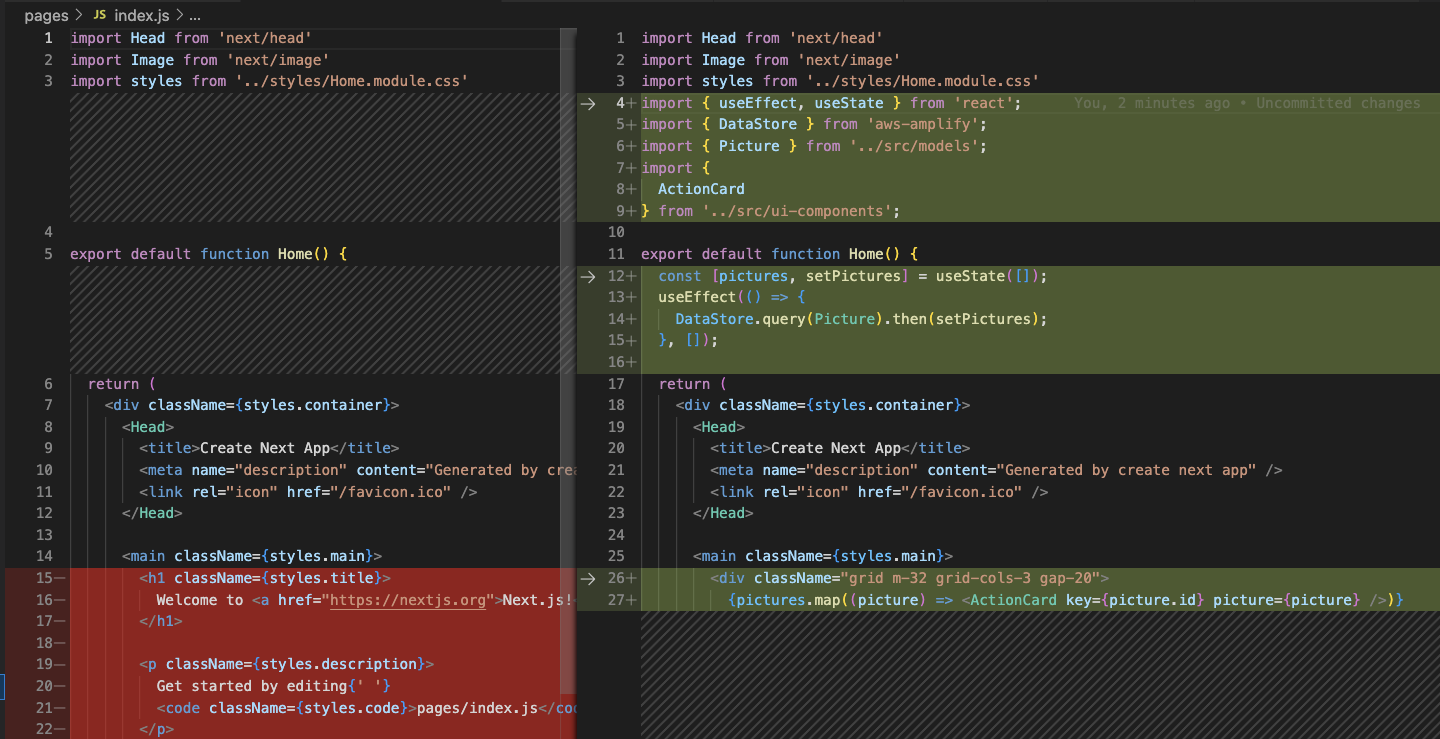 pages > JS index.js > ...
1 import Head from 'next/head'
2 import Image from 'next/image'
3 import styles from '../styles/Home.module.css'
4
5 export default function Home() {
6 return (
7 <div className={styles.container}>
8 <Head>
9 <title>Create Next App</title>
10 <meta name="description" content="Generated by crea
11 <link rel="icon" href="/favicon.ico" />
12 </Head>
13
14 <main className={styles.main}>
15— <h1 className={styles.title}>
16— Welcome to <a href="https://nextjs.org">Next.js!<
17— </h1>
18—
19— <p className={styles.description}>
20— Get started by editing{' '}
21— <code className={styles.code}>pages/index.js</cod
22— </p>
1 import Head from 'next/head'
2 import Image from 'next/image'
3 import styles from '../styles/Home.module.css'
4+ import { useEffect, useState } from 'react'; You, 2 minutes ago • Uncommitted changes
5+ import { DataStore } from 'aws-amplify';
6+ import { Picture } from '../src/models';
7+ import {
8+ ActionCard
9+ } from '../src/ui-components';
10
11 export default function Home() {
12+ const [pictures, setPictures] = useState([]);
13+ useEffect(() => {
14+ DataStore.query(Picture).then(setPictures);
15+ }, []);
16+
17 return (
18 <div className={styles.container}>
19 <Head>
20 <title>Create Next App</title>
21 <meta name="description" content="Generated by create next app" />
22 <link rel="icon" href="/favicon.ico" />
23 </Head>
24
25 <main className={styles.main}>
26+ <div className="grid m-32 grid-cols-3 gap-20">
27+ {pictures.map((picture) => <ActionCard key={picture.id} picture={picture} />)}